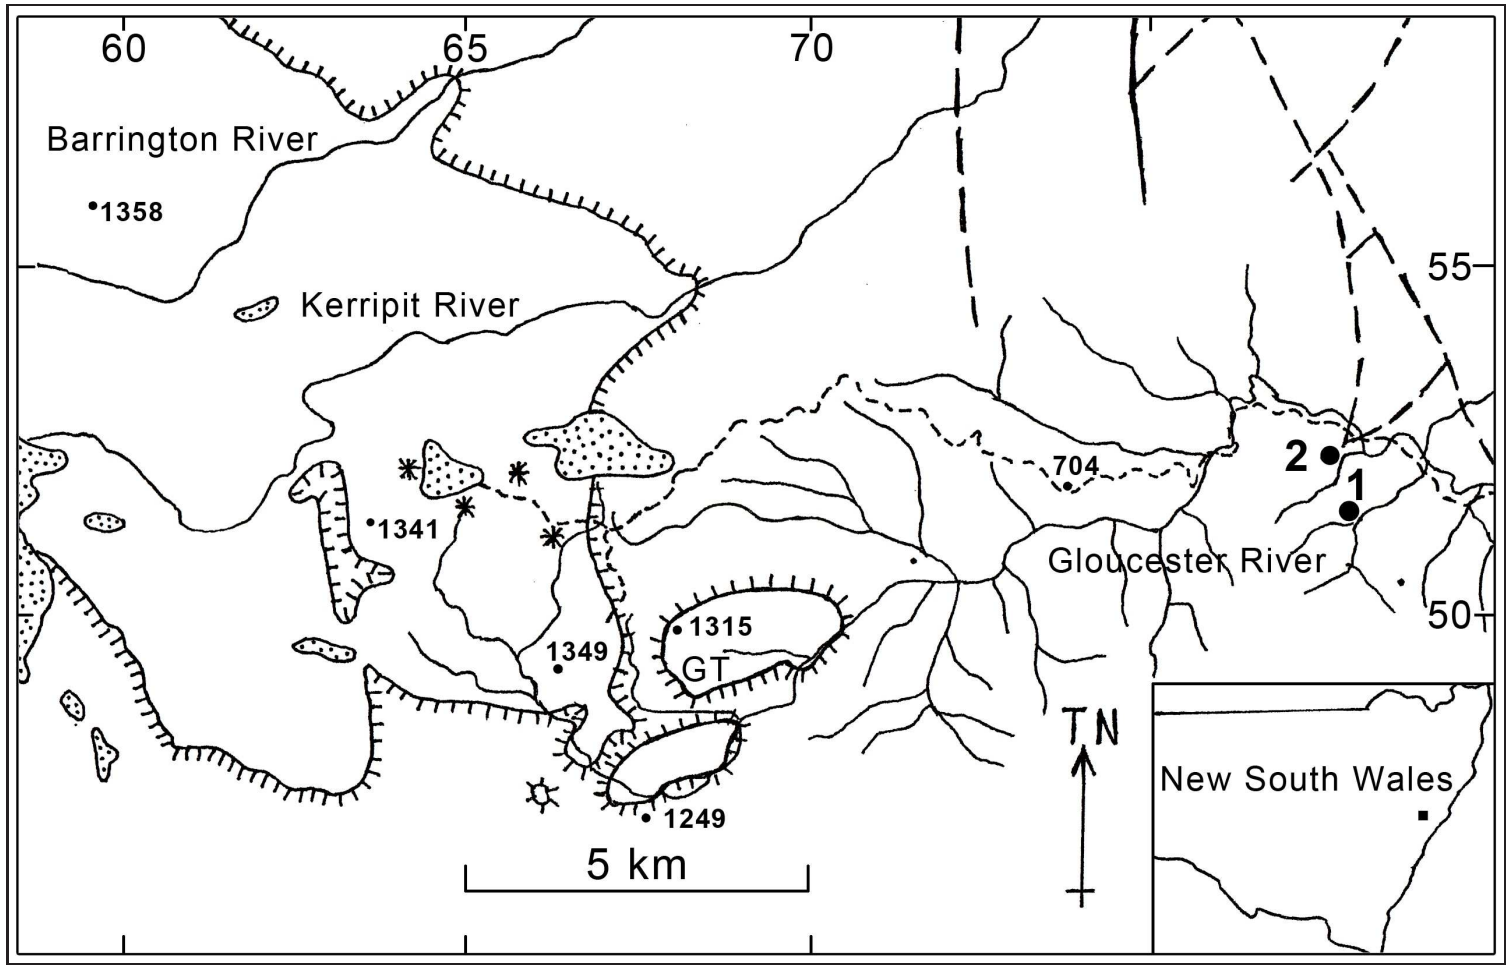 60
65
70
Barrington River
1358
Kerripit River
55
704
2
1
1341
Gloucester River
50
1315
1349
GT
TN
New South Wales
1249
5 km